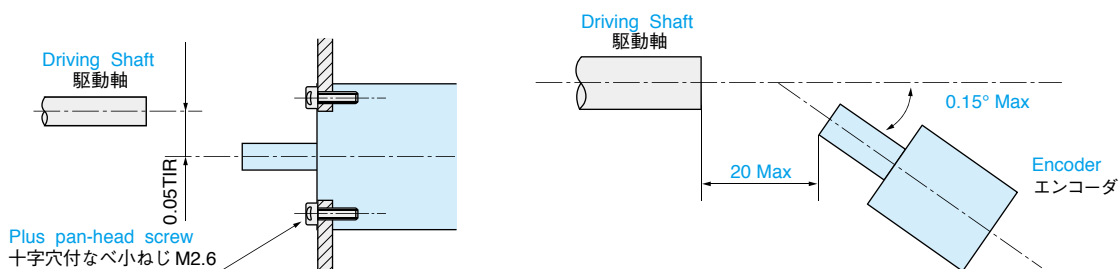 Driving Shaft
駆動軸
0.05TIR
Plus pan-head screw
十字穴付なべ小ねじ M2.6
Driving Shaft
駆動軸
0.15° Max
20 Max
Encoder
エンコーダ